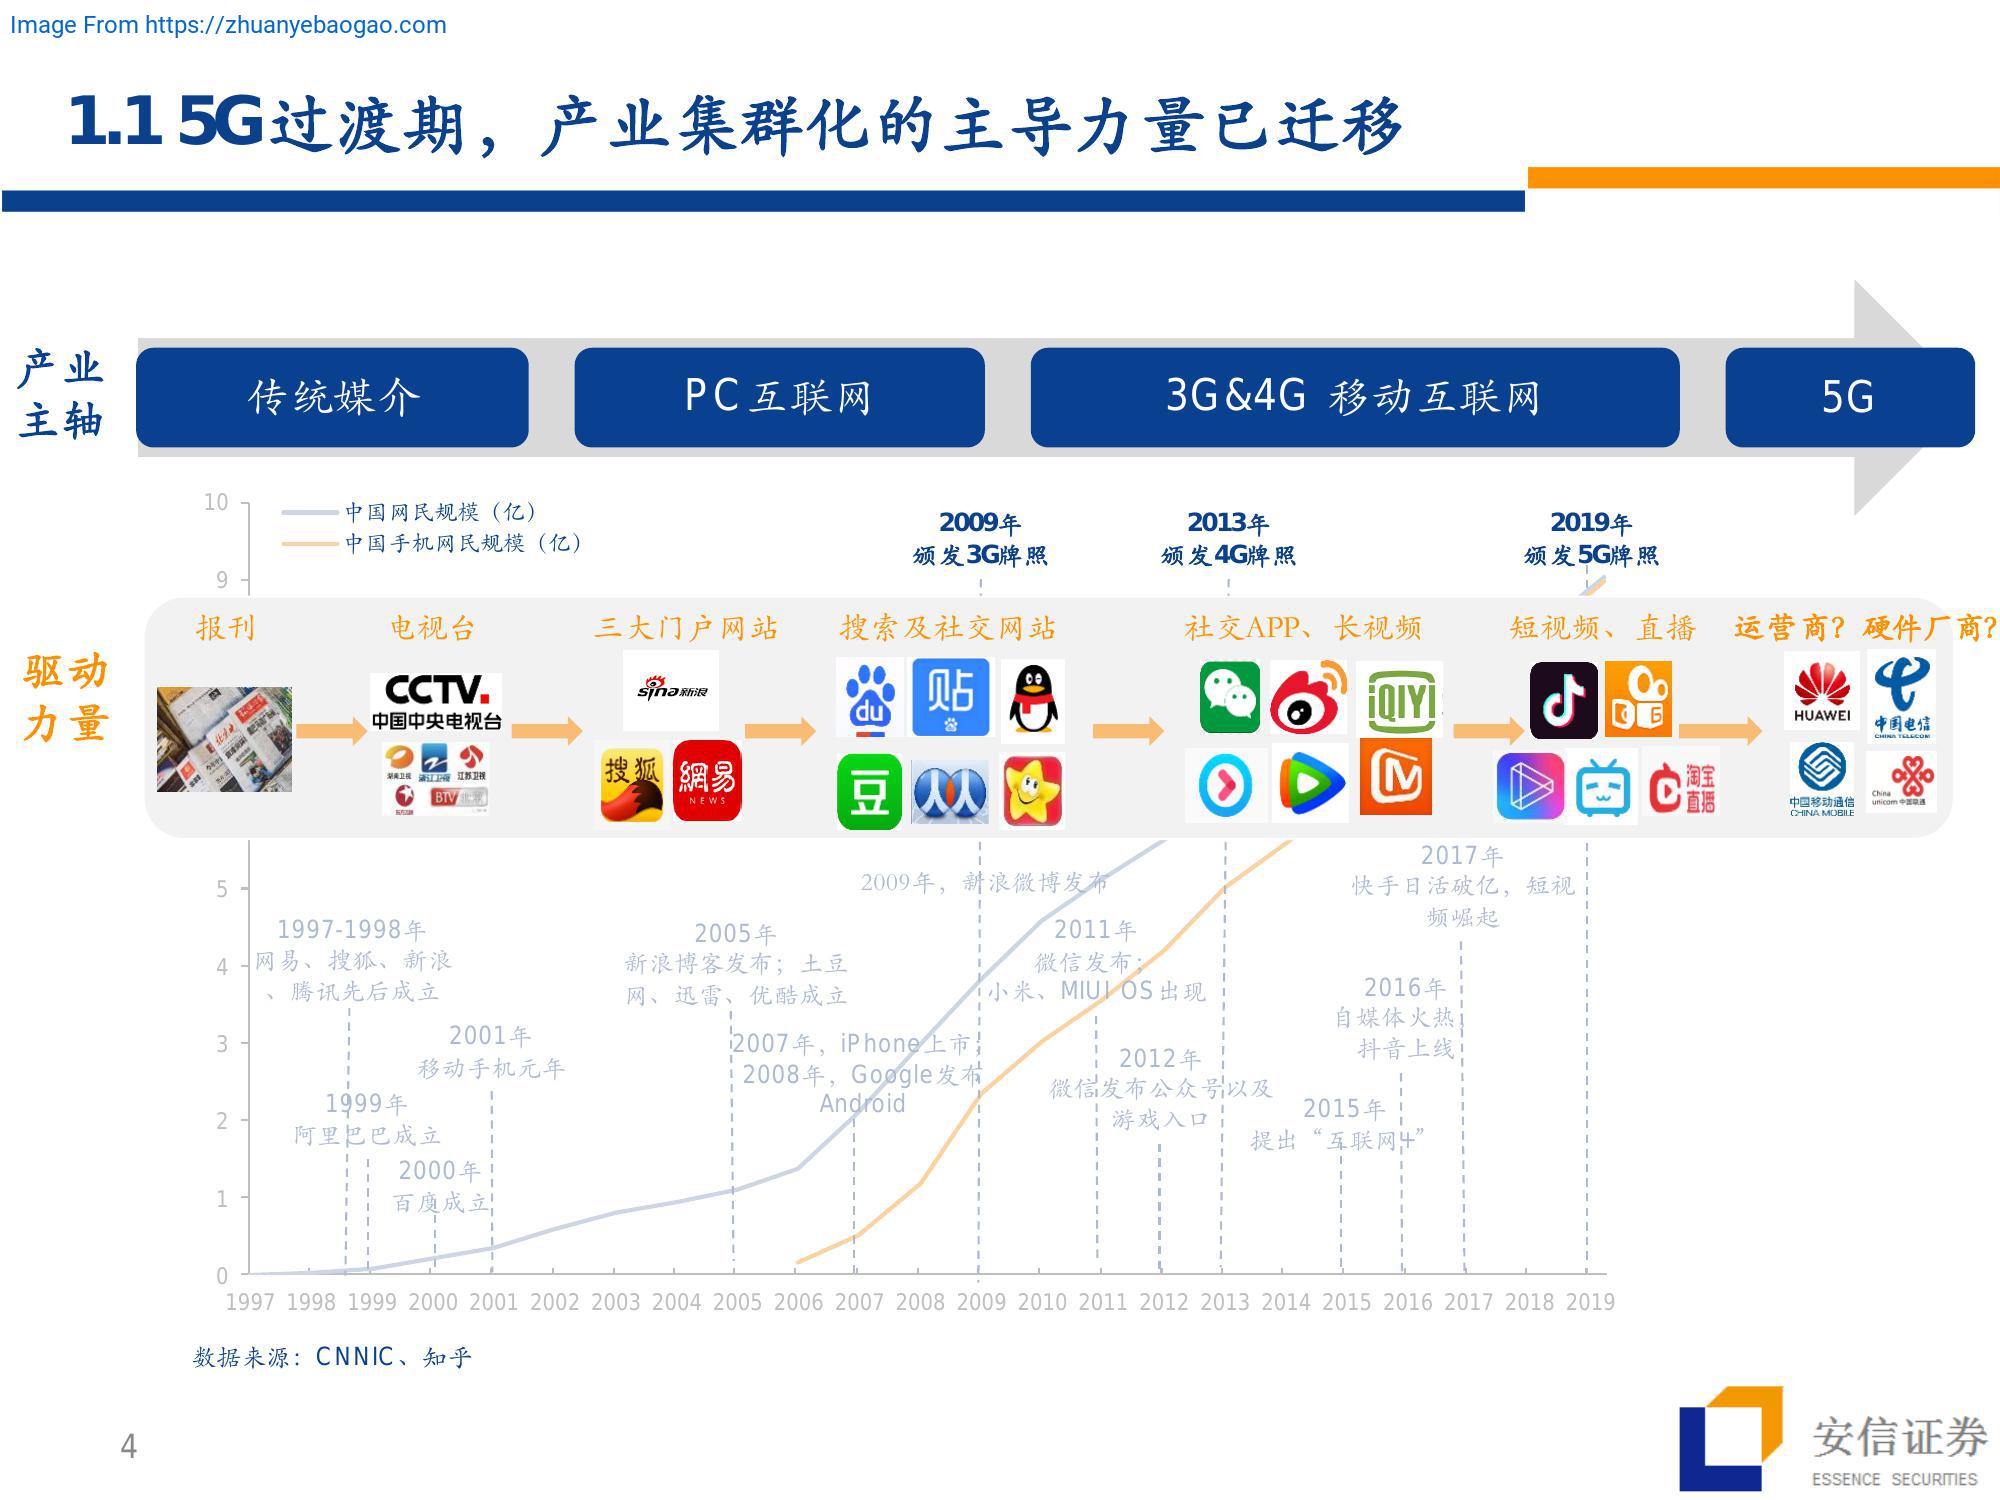 Image From https://zhuanyebaogao.com
1.1 5G过渡期，产业集群化的主导力量已迁移
产业
主轴
传统媒介
PC互联网
3G&4G 移动互联网
5G
10
中国网民规模（亿）
中国手机网民规模（亿）
2009年
颁发3G牌照
2013年
颁发4G牌照
2019年
颁发5G牌照
9
驱动
力量
报刊
电视台
三大门户网站
搜索及社交网站
社交APP、长视频
短视频、直播
运营商？硬件厂商？
CCTV.
中国中央电视台
湖南卫视
浙江卫视
江苏卫视
BTV
sina新浪
搜狐
網易
NEWS
du
贴
豆
人人
iQIYI
淘宝
直播
HUAWEI
中国电信
CHINA TELECOM
中国移动通信
CHINA MOBILE
China
unicom 中国联通
5
4
3
2
1
0
2009年，新浪微博发布
2017年
快手日活破亿，短视
频崛起
1997-1998年
网易、搜狐、新浪
、腾讯先后成立
2005年
新浪博客发布；土豆
网、迅雷、优酷成立
2011年
微信发布；
小米、MIUI OS出现
2016年
自媒体火热，
抖音上线
2001年
移动手机元年
2007年，iPhone上市；
2008年，Google发布
Android
2012年
微信发布公众号以及
游戏入口
1999年
阿里巴巴成立
2015年
提出“互联网+”
2000年
百度成立
1997 1998 1999 2000 2001 2002 2003 2004 2005 2006 2007 2008 2009 2010 2011 2012 2013 2014 2015 2016 2017 2018 2019
数据来源：CNNIC、知乎
4
安信证券
ESSENCE SECURITIES